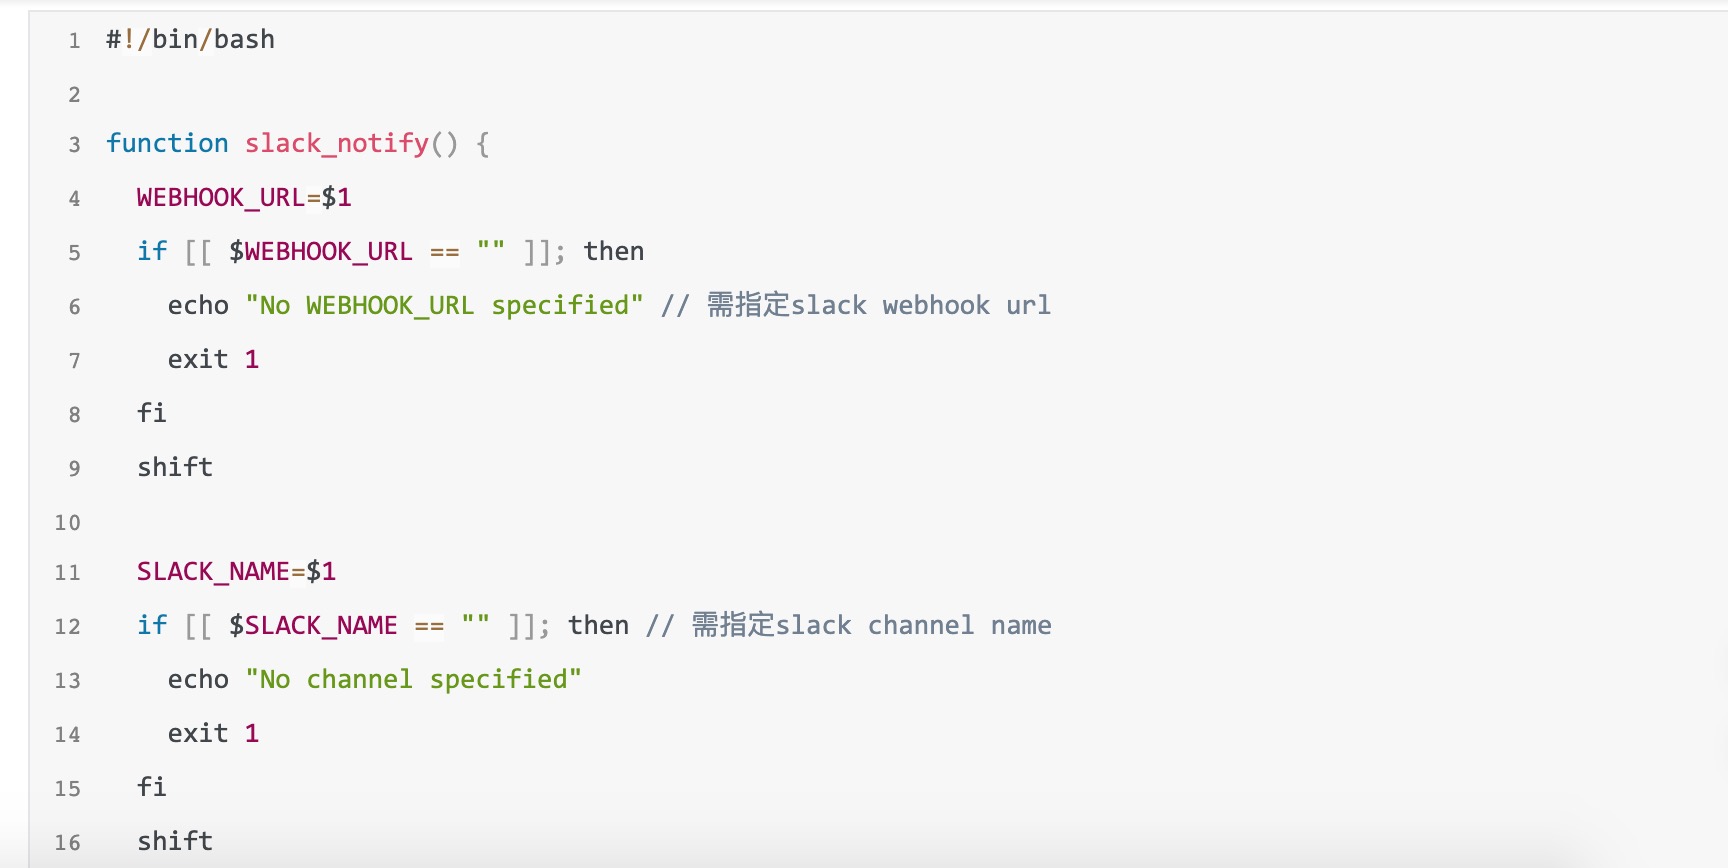 1 #!/bin/bash
2
3 function slack_notify() {
4   WEBHOOK_URL=$1
5   if [[ $WEBHOOK_URL == "" ]]; then
6     echo "No WEBHOOK_URL specified" // 需指定slack webhook url
7     exit 1
8   fi
9   shift
10
11   SLACK_NAME=$1
12   if [[ $SLACK_NAME == "" ]]; then // 需指定slack channel name
13     echo "No channel specified"
14     exit 1
15   fi
16   shift